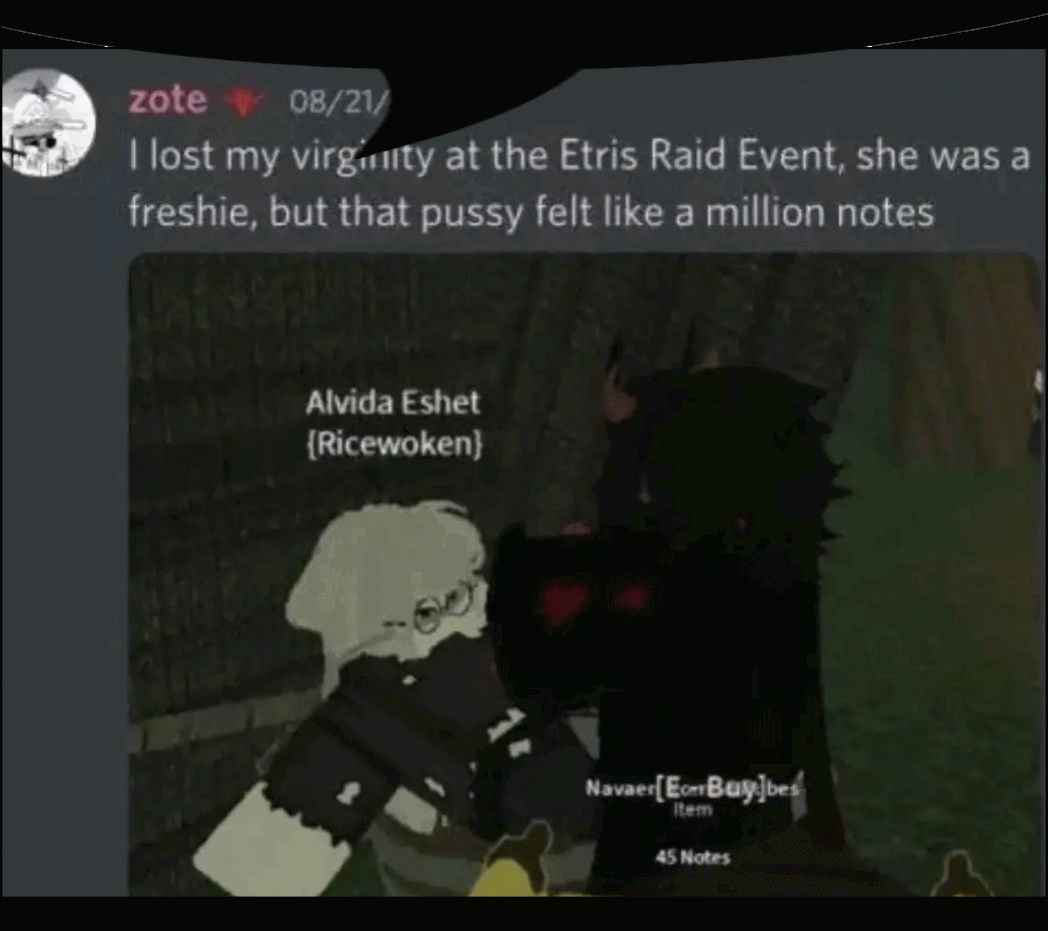 zote 08/21/
I lost my virginity at the Etris Raid Event, she was a
freshie, but that pussy felt like a million notes
Alvida Eshet
{Ricewoken}
[E - Buy]
Item
45 Notes